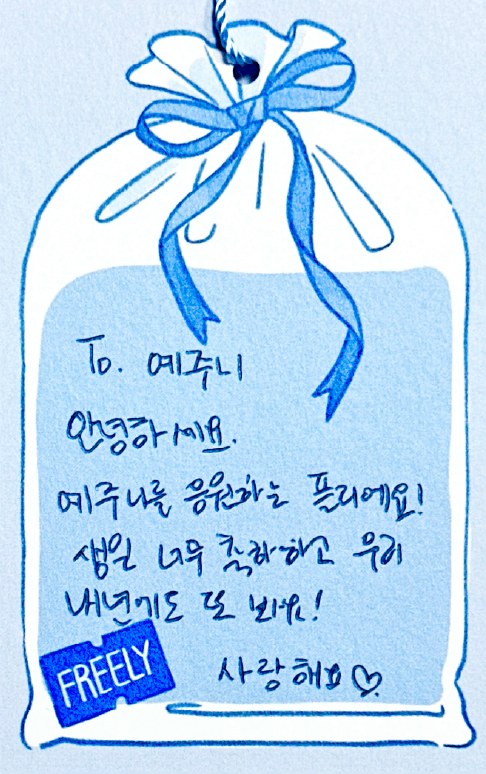 To. 예주니
안녕하세요.
예주니를 응원하는 플리에요!
생일 너무 축하하고 우리
내년에도 또 봐요!
사랑해요♡
FREELY